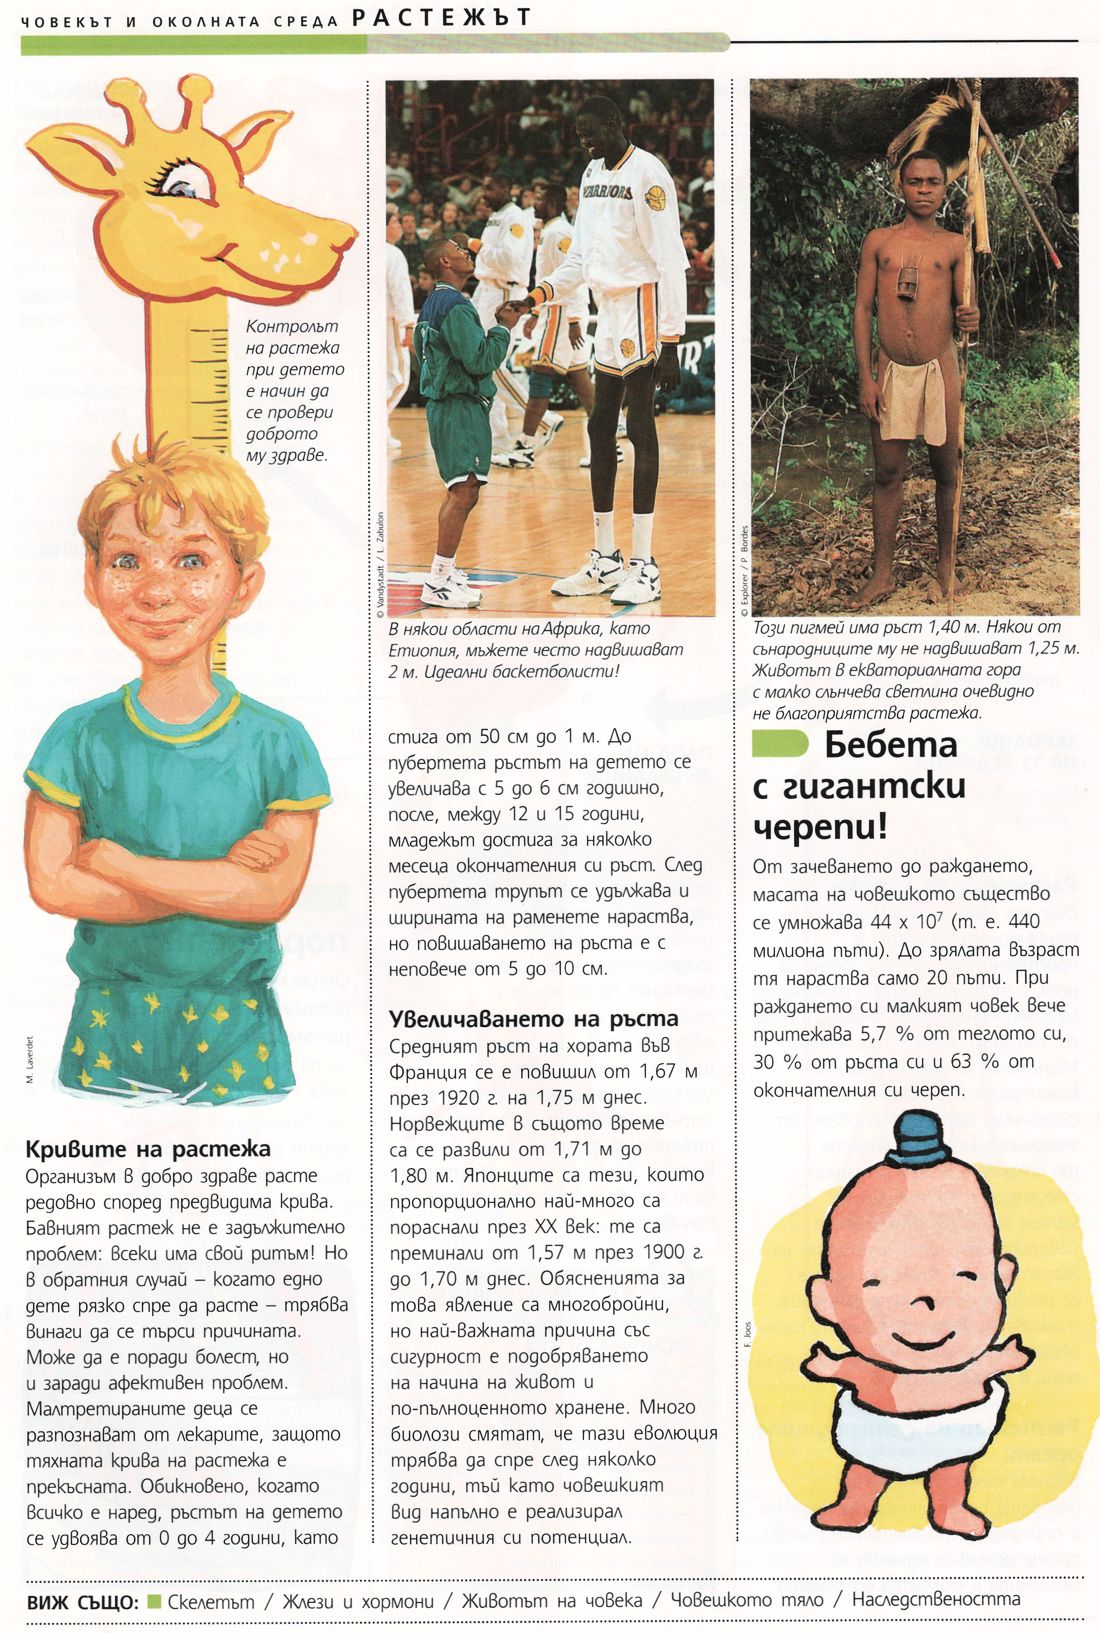 ЧОВЕКЪТ И ОКОЛНАТА СРЕДА РАСТЕЖЪТ
Контролът
на растежа
при детето
е начин да
се провери
доброто
му здраве.
M. Laverdet
Кривите на растежа
Организъм в добро здраве расте
редовно според предвидима крива.
Бавният растеж не е задължително
проблем: всеки има свой ритъм! Но
в обратния случай – когато едно
дете рязко спре да расте – трябва
винаги да се търси причината.
Може да е поради болест, но
и заради афективен проблем.
Малтретираните деца се
разпознават от лекарите, защото
тяхната крива на растежа е
прекъсната. Обикновено, когато
всичко е наред, ръстът на детето
се удвоява от 0 до 4 години, като
WARRIORS
© Vandystadt / L. Zabulon
В някои области на Африка, като
Етиопия, мъжете често надвишават
2 м. Идеални баскетболисти!
стига от 50 см до 1 м. До
пубертета ръстът на детето се
увеличава с 5 до 6 см годишно,
после, между 12 и 15 години,
младежът достига за няколко
месеца окончателния си ръст. След
пубертета трупът се удължава и
ширината на раменете нараства,
но повишаването на ръста е с
неповече от 5 до 10 см.
Увеличаването на ръста
Средният ръст на хората във
Франция се е повишил от 1,67 м
през 1920 г. на 1,75 м днес.
Норвежците в същото време
са се развили от 1,71 м до
1,80 м. Японците са тези, които
пропорционално най-много са
пораснали през XX век: те са
преминали от 1,57 м през 1900 г.
до 1,70 м днес. Обясненията за
това явление са многобройни,
но най-важната причина със
сигурност е подобряването
на начина на живот и
по-пълноценното хранене. Много
биолози смятат, че тази еволюция
трябва да спре след няколко
години, тъй като човешкият
вид напълно е реализирал
генетичния си потенциал.
© Explorer / P. Bordes
Този пигмей има ръст 1,40 м. Някои от
сънародниците му не надвишават 1,25 м.
Животът в екваториалната гора
с малко слънчева светлина очевидно
не благоприятства растежа.
Бебета
с гигантски
черепи!
От зачеването до раждането,
масата на човешкото същество
се умножава 44 x 10⁷ (т. е. 440
милиона пъти). До зрялата възраст
тя нараства само 20 пъти. При
раждането си малкият човек вече
притежава 5,7 % от теглото си,
30 % от ръста си и 63 % от
окончателния си череп.
F. Joos
ВИЖ СЪЩО: Скелетът / Жлези и хормони / Животът на човека / Човешкото тяло / Наследствеността